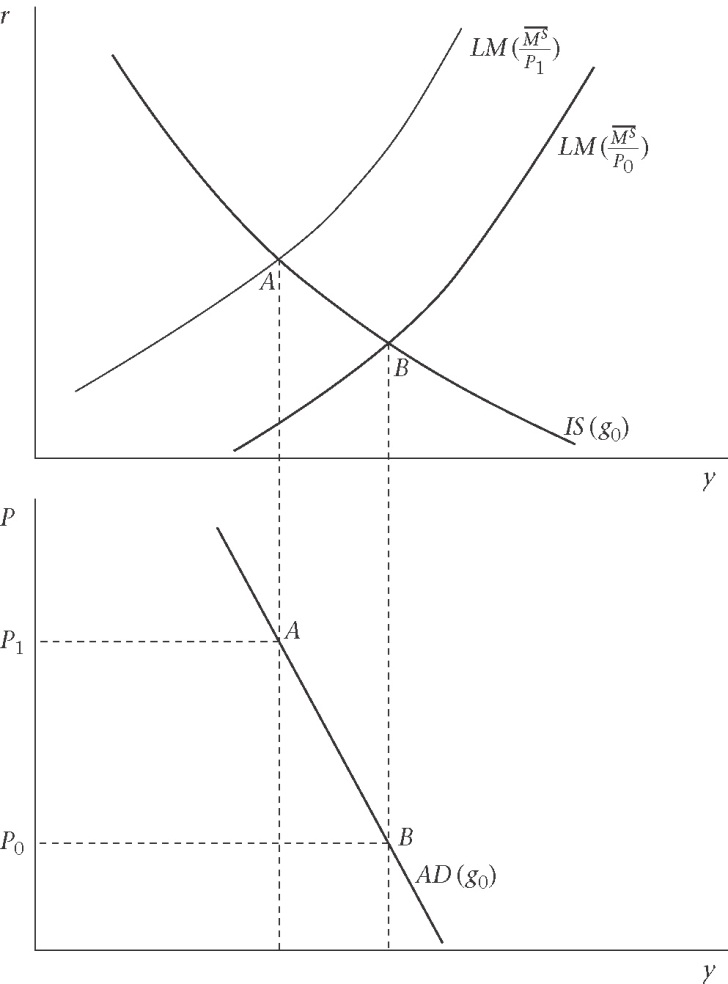 r
LM(M̅ˢ/P₁)
LM(M̅ˢ/P₀)
A
B
IS(g₀)
y
P
P₁
A
P₀
B
AD(g₀)
y